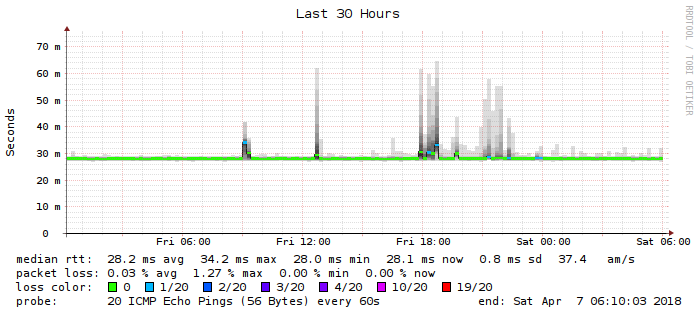 Last 30 Hours
RRDTOOL / TOBI OETIKER
Seconds
70 m
60 m
50 m
40 m
30 m
20 m
10 m
0
Fri 06:00 Fri 12:00 Fri 18:00 Sat 00:00 Sat 06:00
median rtt: 28.2 ms avg 34.2 ms max 28.0 ms min 28.1 ms now 0.8 ms sd 37.4 am/s
packet loss: 0.03 % avg 1.27 % max 0.00 % min 0.00 % now
loss color: 0 1/20 2/20 3/20 4/20 10/20 19/20
probe: 20 ICMP Echo Pings (56 Bytes) every 60s end: Sat Apr 7 06:10:03 2018